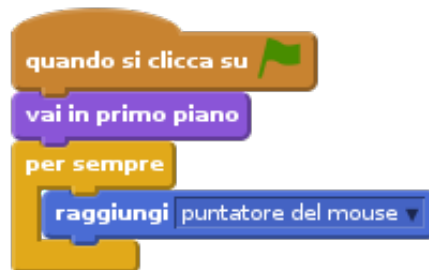 quando si clicca su
vai in primo piano
per sempre
raggiungi puntatore del mouse